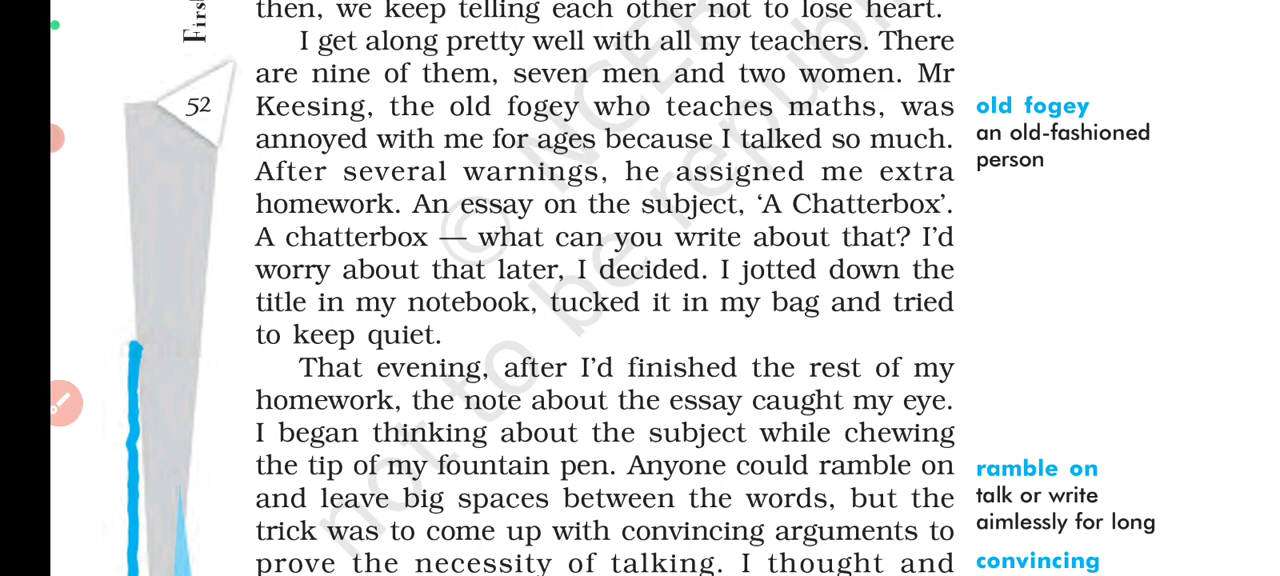 then, we keep telling each other not to lose heart.
I get along pretty well with all my teachers. There
are nine of them, seven men and two women. Mr
Keesing, the old fogey who teaches maths, was
annoyed with me for ages because I talked so much.
After several warnings, he assigned me extra
homework. An essay on the subject, ‘A Chatterbox’.
A chatterbox — what can you write about that? I’d
worry about that later, I decided. I jotted down the
title in my notebook, tucked it in my bag and tried
to keep quiet.
That evening, after I’d finished the rest of my
homework, the note about the essay caught my eye.
I began thinking about the subject while chewing
the tip of my fountain pen. Anyone could ramble on
and leave big spaces between the words, but the
trick was to come up with convincing arguments to
prove the necessity of talking. I thought and
old fogey
an old-fashioned
person
ramble on
talk or write
aimlessly for long
convincing
52
First
© NCER
not to be republ